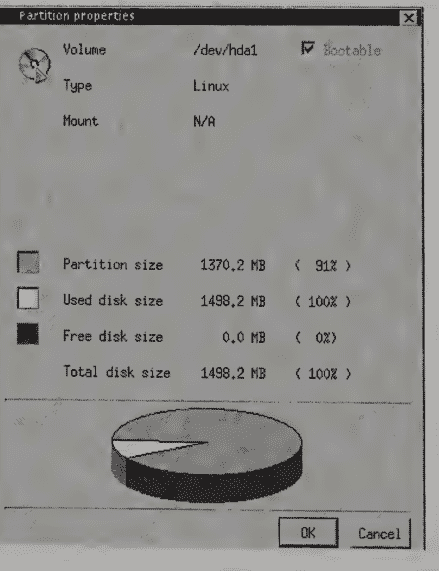 Partition properties
Volume /dev/hda1 Bootable
Type Linux
Mount N/A
Partition size 1370.2 MB ( 91% )
Used disk size 1498.2 MB ( 100% )
Free disk size 0.0 MB ( 0%)
Total disk size 1498.2 MB ( 100% )
OK Cancel